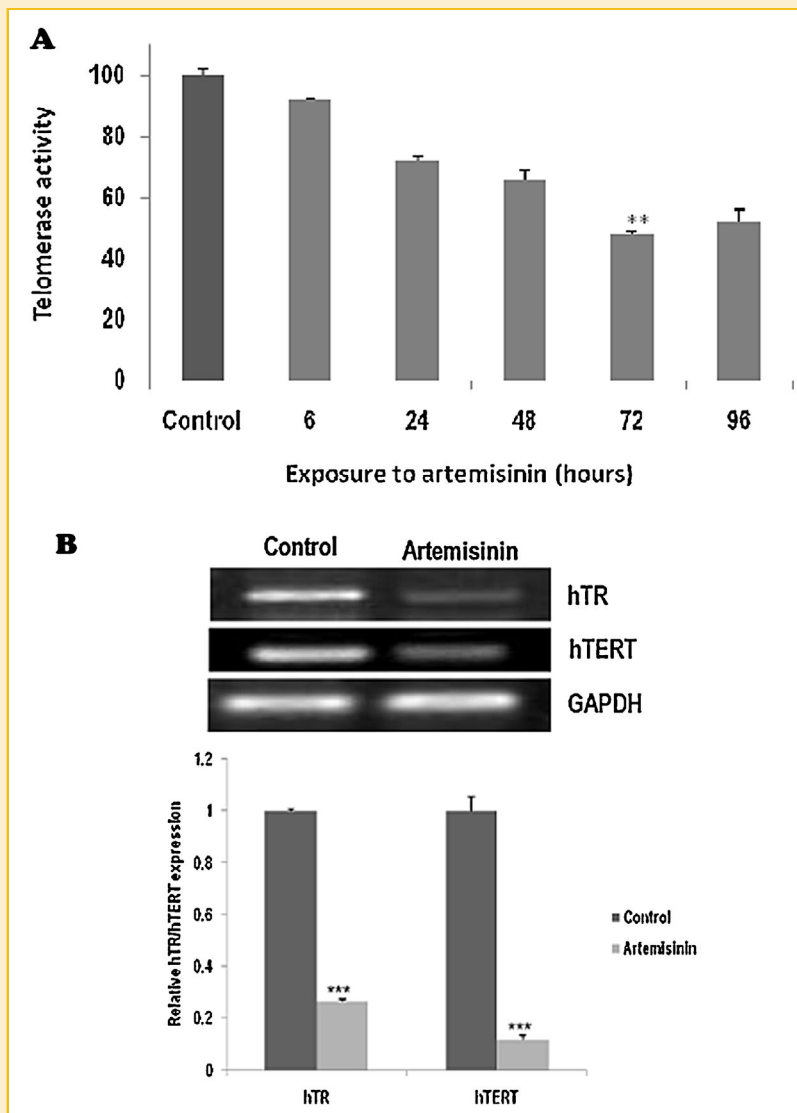 A
Telomerase activity
100
80
60
40
20
0
**
Control 6 24 48 72 96
Exposure to artemisinin (hours)
B
Control Artemisinin
hTR
hTERT
GAPDH
Relative hTR/hTERT expression
1.2
1
0.8
0.6
0.4
0.2
0
***
***
hTR hTERT
Control
Artemisinin